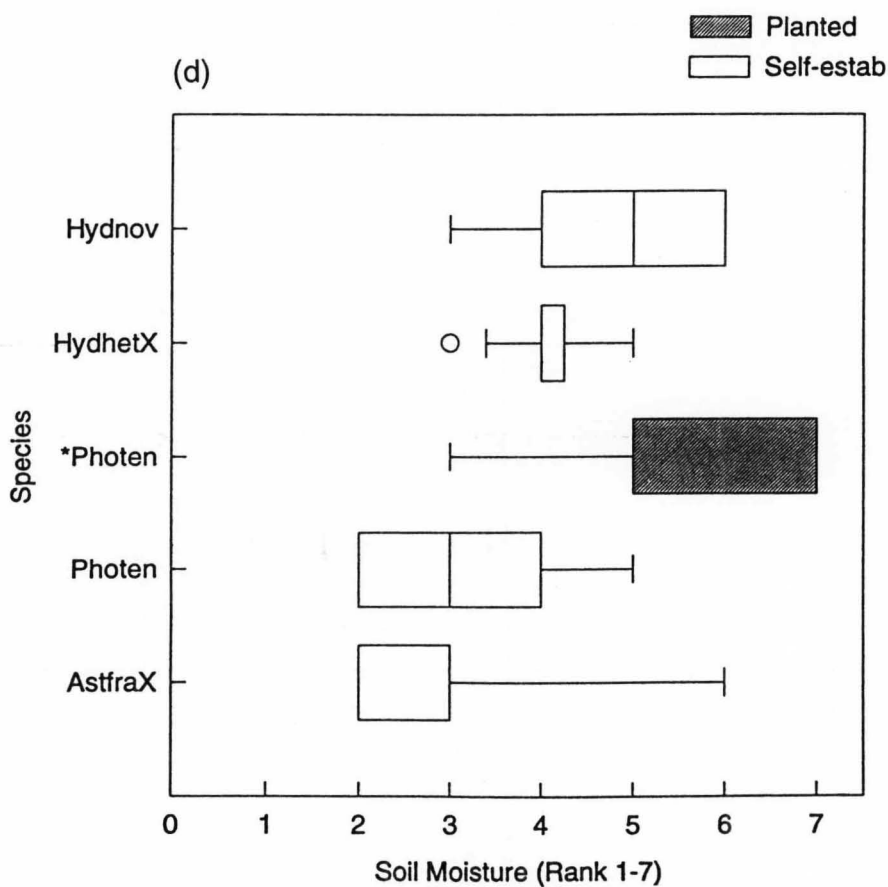 Planted
(d)
Self-estab
Hydnov
HydhetX
*Photen
Photen
AstfraX
Species
0 1 2 3 4 5 6 7
Soil Moisture (Rank 1-7)